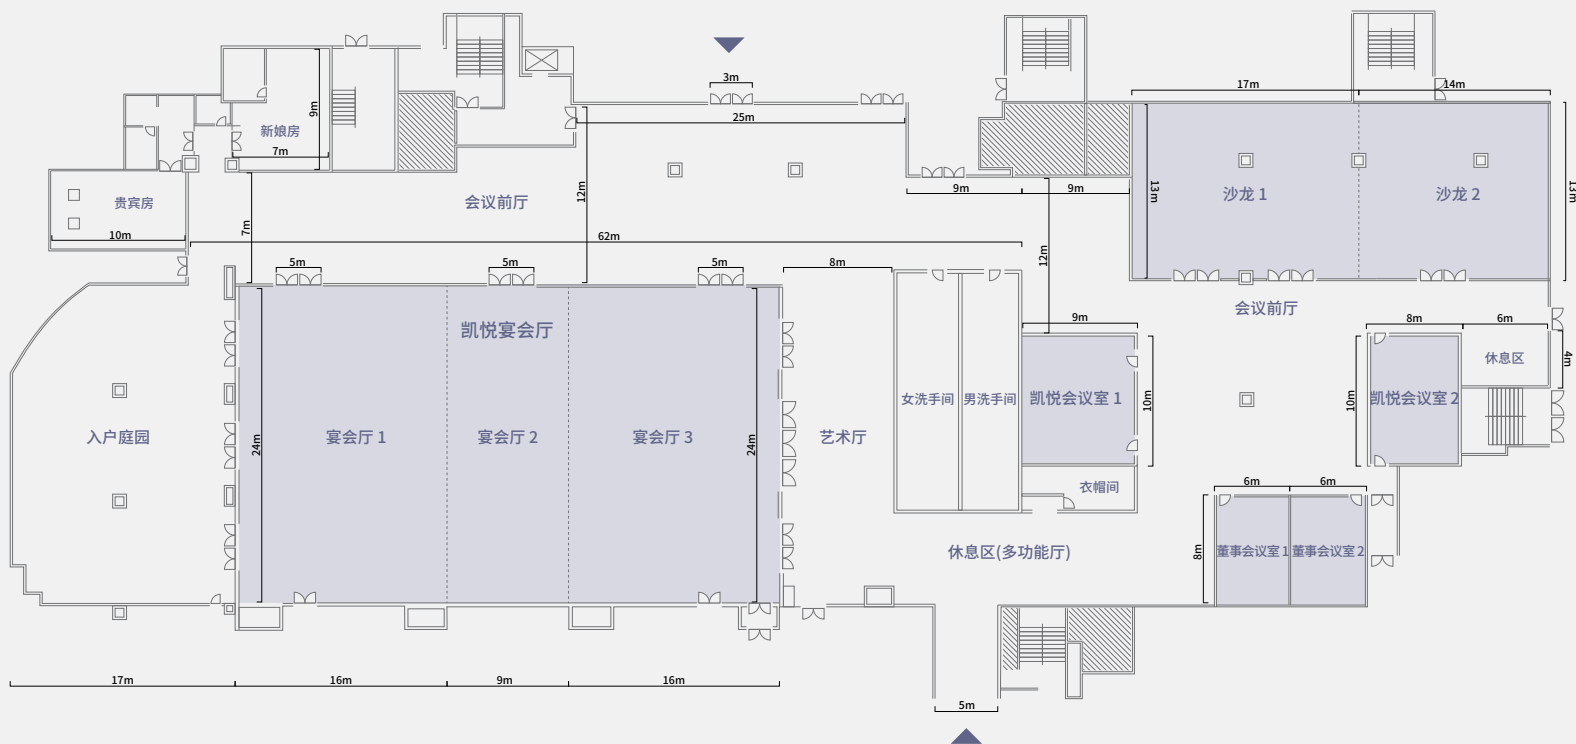 3m
17m
14m
25m
9m
新娘房
7m
12m
9m
9m
13m
13m
贵宾房
会议前厅
沙龙 1
沙龙 2
10m
7m
62m
12m
5m
5m
5m
8m
会议前厅
凯悦宴会厅
9m
8m
6m
休息区
4m
女洗手间
男洗手间
凯悦会议室 1
10m
10m
凯悦会议室 2
入户庭园
24m
宴会厅 1
宴会厅 2
宴会厅 3
24m
艺术厅
衣帽间
6m
6m
休息区(多功能厅)
8m
董事会议室 1
董事会议室 2
17m
16m
9m
16m
5m